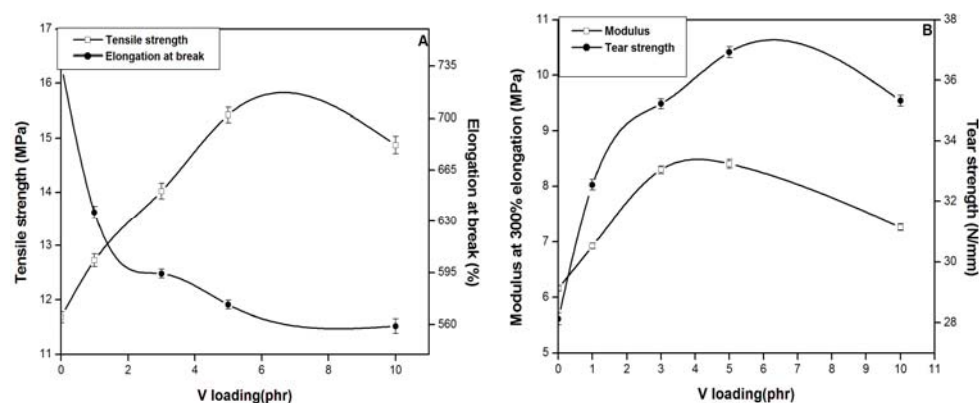 A
Tensile strength
Elongation at break
17
16
15
14
13
12
11
Tensile strength (MPa)
735
700
665
630
595
560
Elongation at break (%)
0 2 4 6 8 10
V loading(phr)
B
Modulus
Tear strength
11
10
9
8
7
6
5
Modulus at 300% elongation (MPa)
38
36
34
32
30
28
Tear strength (N/mm)
0 1 2 3 4 5 6 7 8 9 10 11
V loading(phr)